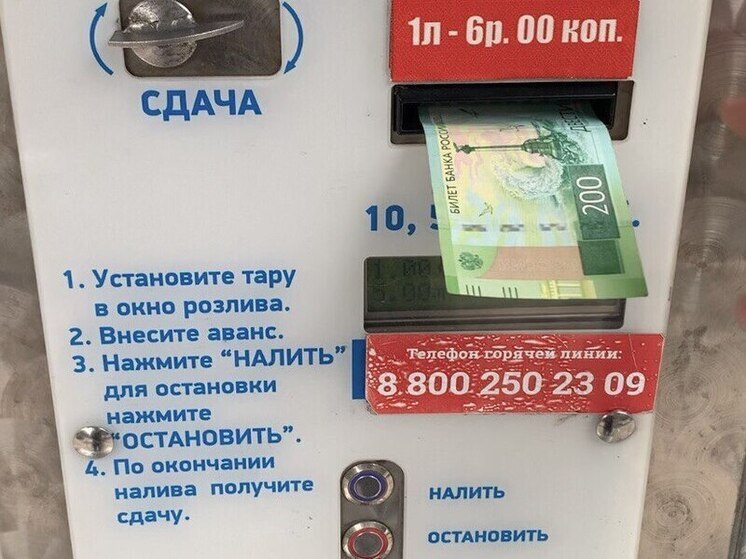 1л - 6р. 00 коп.
СДАЧА
БИЛЕТ БАНКА РОССИИ
200
10,
1. Установите тару
в окно розлива.
2. Внесите аванс.
3. Нажмите “НАЛИТЬ”
для остановки
нажмите
“ОСТАНОВИТЬ”.
4. По окончании
налива получите
сдачу.
Телефон горячей линии:
8 800 250 23 09
НАЛИТЬ
ОСТАНОВИТЬ